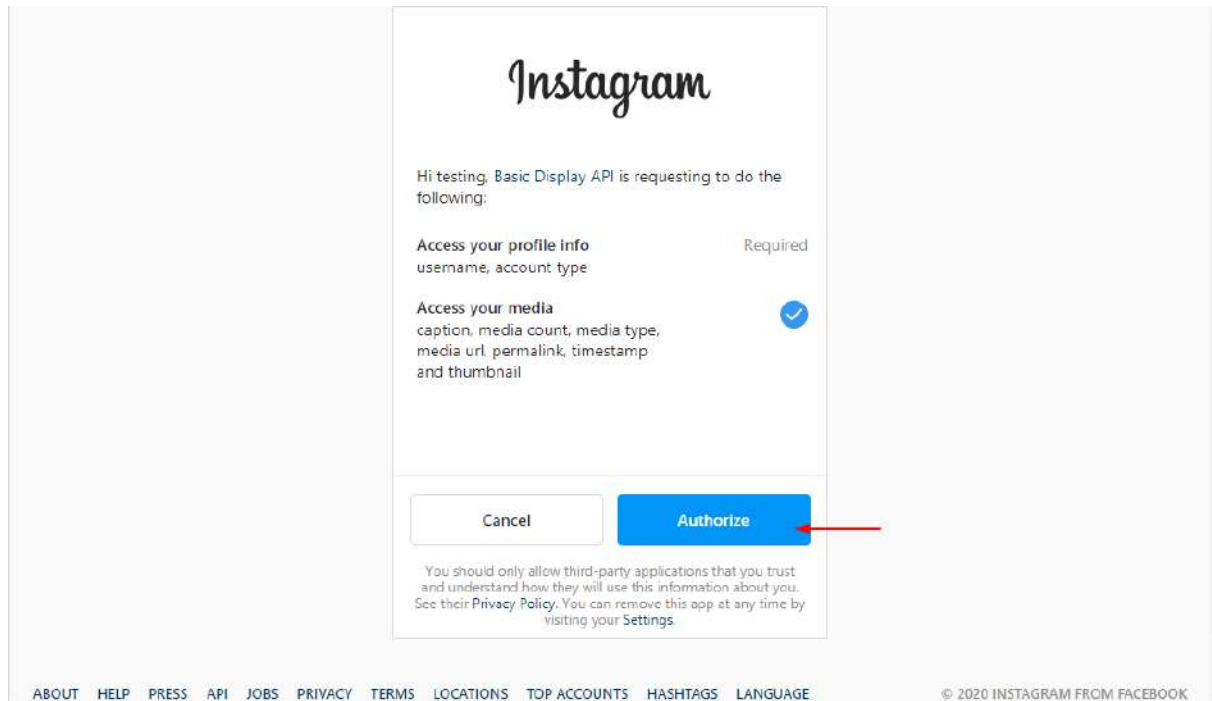 Instagram
Hi testing, Basic Display API is requesting to do the
following:
Access your profile info
Required
username, account type
Access your media
caption, media count, media type,
media url, permalink, timestamp
and thumbnail
Cancel
Authorize
You should only allow third-party applications that you trust
and understand how they will use this information about you.
See their Privacy Policy. You can remove this app at any time by
visiting your Settings.
ABOUT HELP PRESS API JOBS PRIVACY TERMS LOCATIONS TOP ACCOUNTS HASHTAGS LANGUAGE
© 2020 INSTAGRAM FROM FACEBOOK